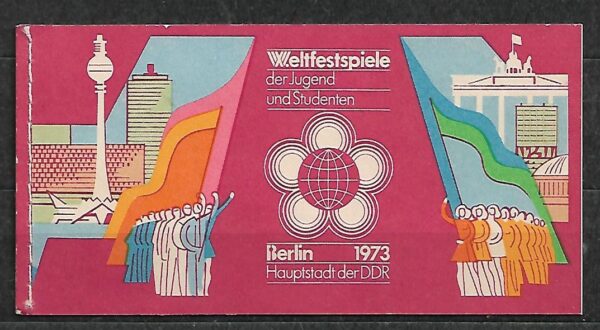 Weltfestspiele
der Jugend
und Studenten
Berlin 1973
Hauptstadt der DDR